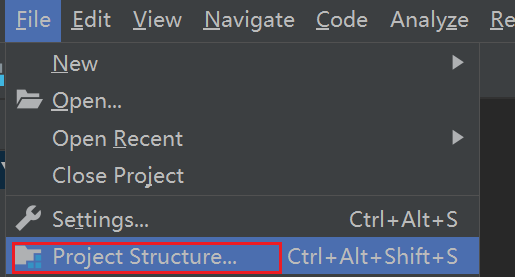 File Edit View Navigate Code Analyze
New
Open...
Open Recent
Close Project
Settings... Ctrl+Alt+S
Project Structure... Ctrl+Alt+Shift+S